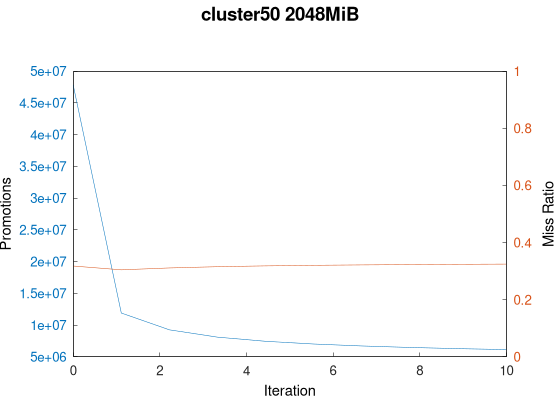 cluster50 2048MiB
5e+07
4.5e+07
4e+07
3.5e+07
3e+07
2.5e+07
2e+07
1.5e+07
1e+07
5e+06
Promotions
1
0.8
0.6
0.4
0.2
0
Miss Ratio
0 2 4 6 8 10
Iteration